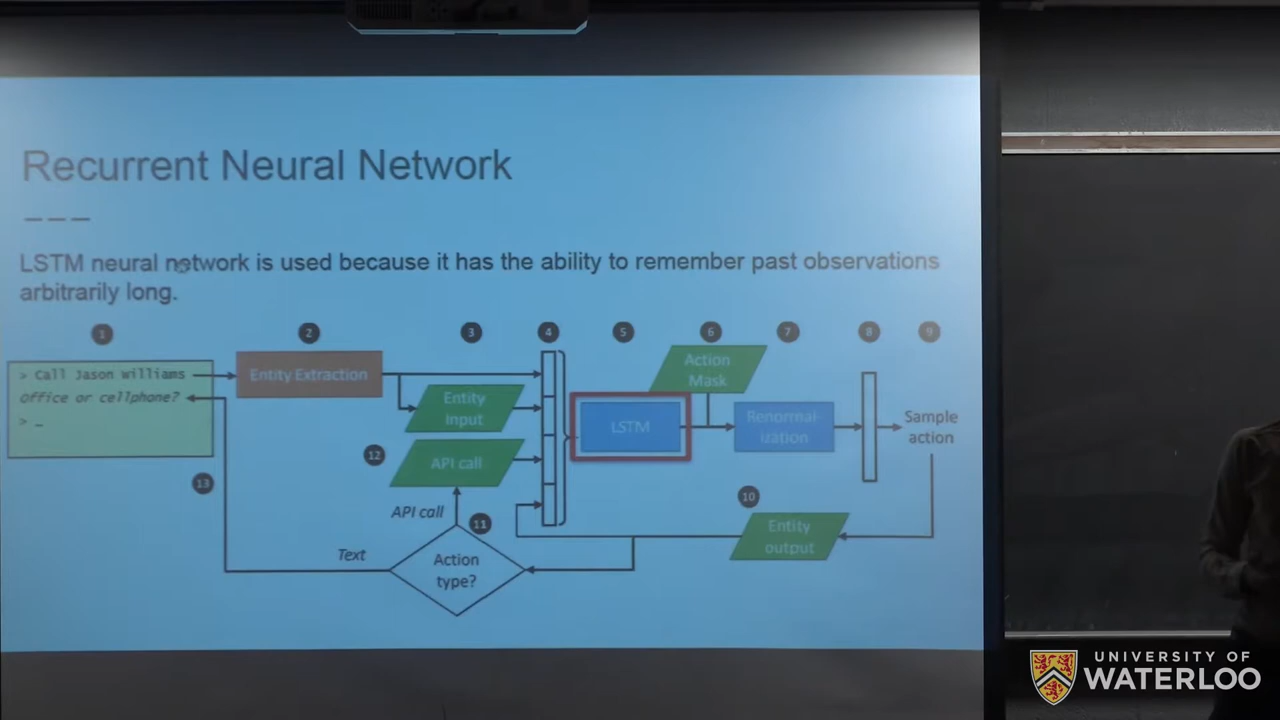 Recurrent Neural Network
LSTM neural network is used because it has the ability to remember past observations
arbitrarily long.
1
2
3
4
5
6
7
8
9
> Call Jason Williams
Office or cellphone?
> _
Entity Extraction
Entity
input
12
API call
API call
11
Action
type?
Text
13
LSTM
Action
Mask
Renormal-
ization
Sample
action
10
Entity
output
UNIVERSITY OF
WATERLOO